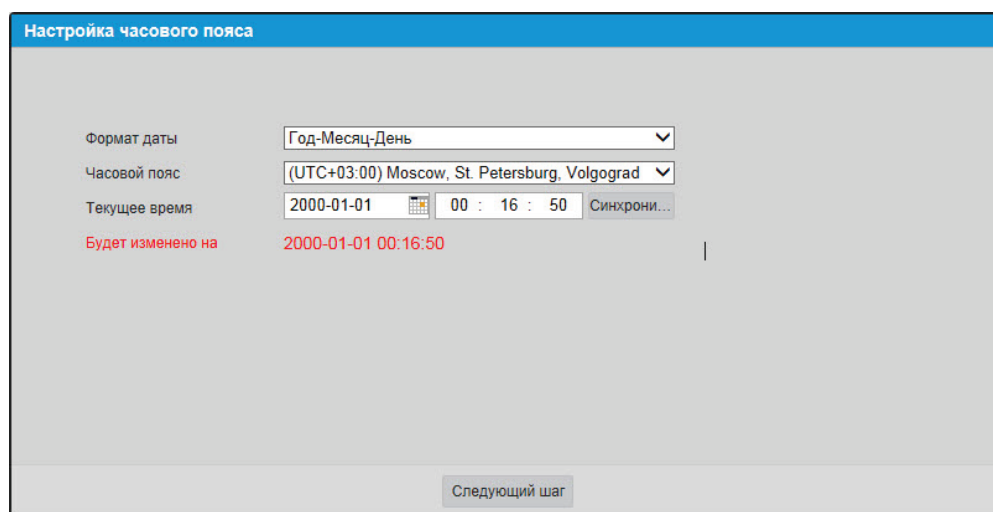 Настройка часового пояса
Формат даты Год-Месяц-День
Часовой пояс (UTC+03:00) Moscow, St. Petersburg, Volgograd
Текущее время 2000-01-01 00 : 16 : 50 Синхрони...
Будет изменено на 2000-01-01 00:16:50
Следующий шаг